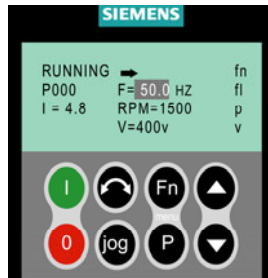 SIEMENS
RUNNING ➡ fn
P000 F= 50.0 HZ fl
I = 4.8 RPM=1500 p
V=400v v
I Fn
menu
0 jog P